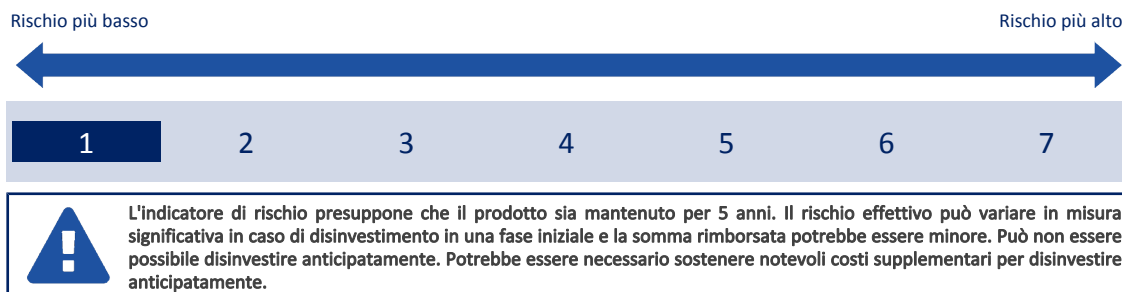 Rischio più basso Rischio più alto
1 2 3 4 5 6 7
L'indicatore di rischio presuppone che il prodotto sia mantenuto per 5 anni. Il rischio effettivo può variare in misura
significativa in caso di disinvestimento in una fase iniziale e la somma rimborsata potrebbe essere minore. Può non essere
possibile disinvestire anticipatamente. Potrebbe essere necessario sostenere notevoli costi supplementari per disinvestire
anticipatamente.